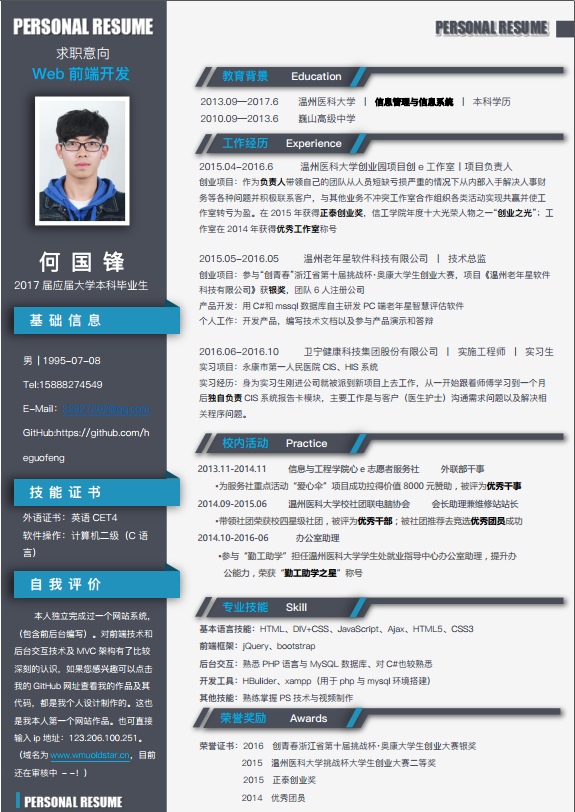 PERSONAL RESUME
求职意向
Web 前端开发
何 国 锋
2017 届应届大学本科毕业生
基 础 信 息
男 | 1995-07-08
Tel:15888274549
E-Mail：
GitHub:https://github.com/h
eguofeng
技 能 证 书
外语证书：英语 CET4
软件操作：计算机二级（C 语
言）
自 我 评 价
本人独立完成过一个网站系统，
（包含前后台编写）。对前端技术和
后台交互技术及 MVC 架构有了比较
深刻的认识，如果您感兴趣可以点击
我的 GitHub 网址查看我的作品及其
代码，都是我个人设计制作的。这也
是我本人第一个网站作品。也可直接
输入 ip 地址：123.206.100.251。
（域名为 www.wmuoldstar.cn，目前
还在审核中 －－！）
PERSONAL RESUME
PERSONAL RESUME
教育背景 Education
2013.09—2017.6 温州医科大学 | 信息管理与信息系统 | 本科学历
2010.09—2013.6 巍山高级中学
工作经历 Experience
2015.04–2016.6 温州医科大学创业园项目创 e 工作室 | 项目负责人
创业项目：作为负责人带领自己的团队从人员短缺亏损严重的情况下从内部入手解决人事财
务等各种问题并积极联系客户，与其他业务不冲突工作室合作组织各类活动实现共赢并使工
作室转亏为盈。在 2015 年获得正泰创业奖，信工学院年度十大光荣人物之一“创业之光”；工
作室在 2014 年获得优秀工作室称号
2015.05–2016.05 温州老年星软件科技有限公司 | 技术总监
创业项目：参与“创青春”浙江省第十届挑战杯·奥康大学生创业大赛，项目《温州老年星软件
科技有限公司》获银奖，团队 6 人注册公司
产品开发：用 C#和 mssql 数据库自主研发 PC 端老年星智慧评估软件
个人工作：开发产品，编写技术文档以及参与产品演示和答辩
2016.06–2016.10 卫宁健康科技集团股份有限公司 | 实施工程师 | 实习生
实习项目：永康市第一人民医院 CIS、HIS 系统
实习经历：身为实习生刚进公司就被派到新项目上去工作，从一开始跟着师傅学习到一个月
后独自负责 CIS 系统报告卡模块，主要工作是与客户（医生护士）沟通需求问题以及解决相
关程序问题。
校内活动 Practice
2013.11-2014.11 信息与工程学院心 e 志愿者服务社 外联部干事
•为服务社重点活动“爱心伞”项目成功拉得价值 8000 元赞助，被评为优秀干事
2014.09-2015.06 温州医科大学校社团联电脑协会 会长助理兼维修站站长
•带领社团荣获校四星级社团，被评为优秀干部；被社团推荐去竞选优秀团员成功
2014.10-2016-06 办公室助理
•参与“勤工助学”担任温州医科大学学生处就业指导中心办公室助理，提升办
公能力，荣获“勤工助学之星”称号
专业技能 Skill
基本语言技能：HTML、DIV+CSS、JavaScript、Ajax、HTML5、CSS3
前端框架：jQuery、bootstrap
后台交互：熟悉 PHP 语言与 MySQL 数据库、对 C#也较熟悉
开发工具：HBulider、xampp（用于 php 与 mysql 环境搭建）
其他技能：熟练掌握 PS 技术与视频制作
荣誉奖励 Awards
荣誉证书：2016 创青春浙江省第十届挑战杯·奥康大学生创业大赛银奖
2015 温州医科大学挑战杯大学生创业大赛二等奖
2015 正泰创业奖
2014 优秀团员